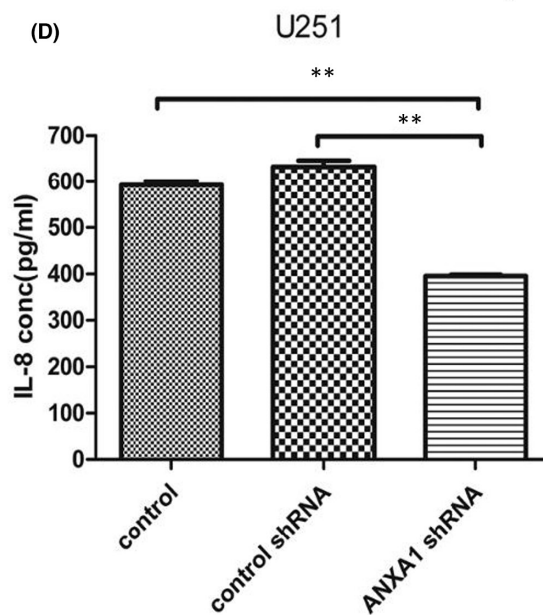 (D)
U251
**
**
700
600
500
400
300
200
100
0
IL-8 conc(pg/ml)
control
control shRNA
ANXA1 shRNA